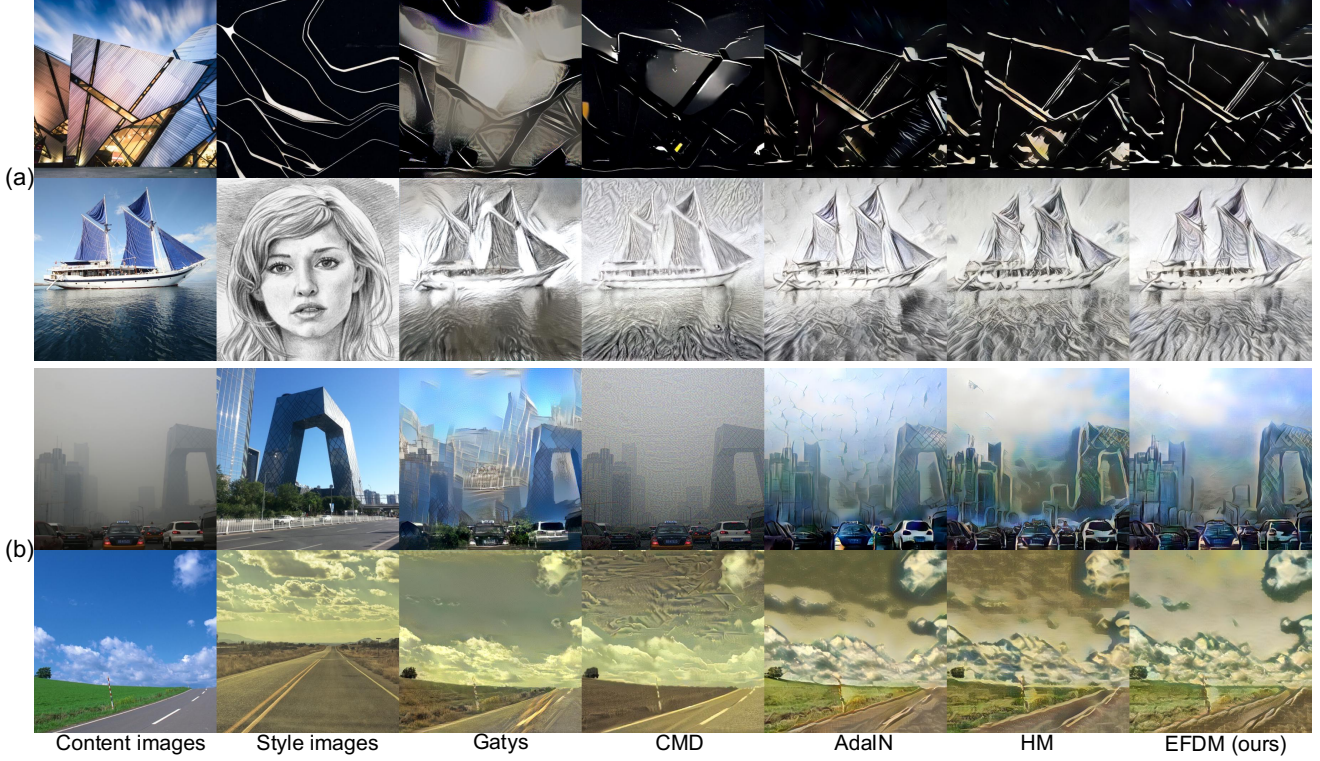 (a)
(b)
Content images
Style images
Gatys
CMD
AdaIN
HM
EFDM (ours)